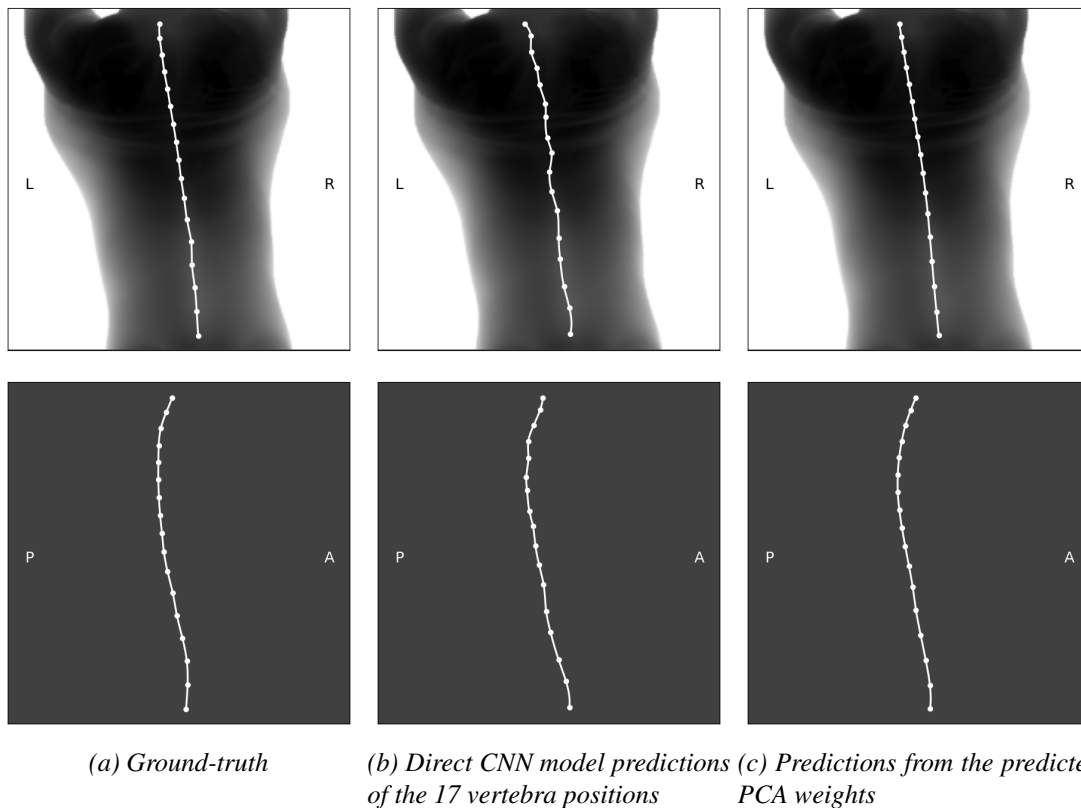 L
R
L
R
L
R
P
A
P
A
P
A
(a) Ground-truth
(b) Direct CNN model predictions
of the 17 vertebra positions
(c) Predictions from the predicte
PCA weights